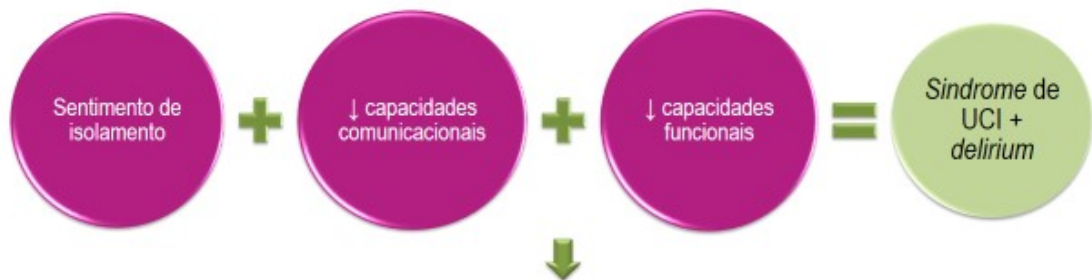 Sentimento de
isolamento
↓ capacidades
comunicacionais
↓ capacidades
funcionais
Sindrome de
UCI +
delirium